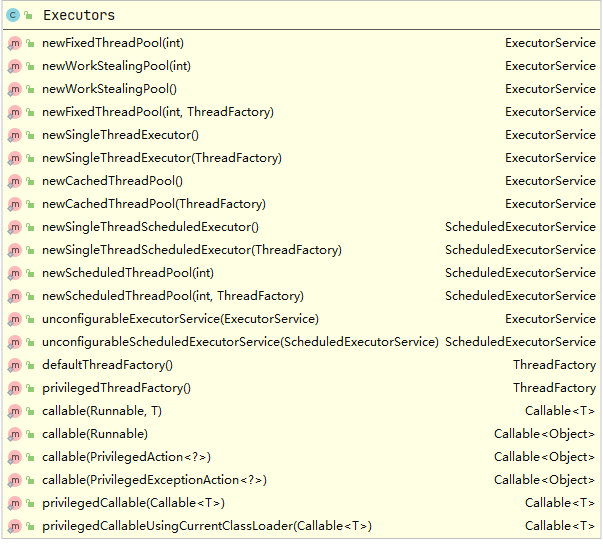 C Executors
m newFixedThreadPool(int) ExecutorService
m newWorkStealingPool(int) ExecutorService
m newWorkStealingPool() ExecutorService
m newFixedThreadPool(int, ThreadFactory) ExecutorService
m newSingleThreadExecutor() ExecutorService
m newSingleThreadExecutor(ThreadFactory) ExecutorService
m newCachedThreadPool() ExecutorService
m newCachedThreadPool(ThreadFactory) ExecutorService
m newSingleThreadScheduledExecutor() ScheduledExecutorService
m newSingleThreadScheduledExecutor(ThreadFactory) ScheduledExecutorService
m newScheduledThreadPool(int) ScheduledExecutorService
m newScheduledThreadPool(int, ThreadFactory) ScheduledExecutorService
m unconfigurableExecutorService(ExecutorService) ExecutorService
m unconfigurableScheduledExecutorService(ScheduledExecutorService) ScheduledExecutorService
m defaultThreadFactory() ThreadFactory
m privilegedThreadFactory() ThreadFactory
m callable(Runnable, T) Callable<T>
m callable(Runnable) Callable<Object>
m callable(PrivilegedAction<?>) Callable<Object>
m callable(PrivilegedExceptionAction<?>) Callable<Object>
m privilegedCallable(Callable<T>) Callable<T>
m privilegedCallableUsingCurrentClassLoader(Callable<T>) Callable<T>